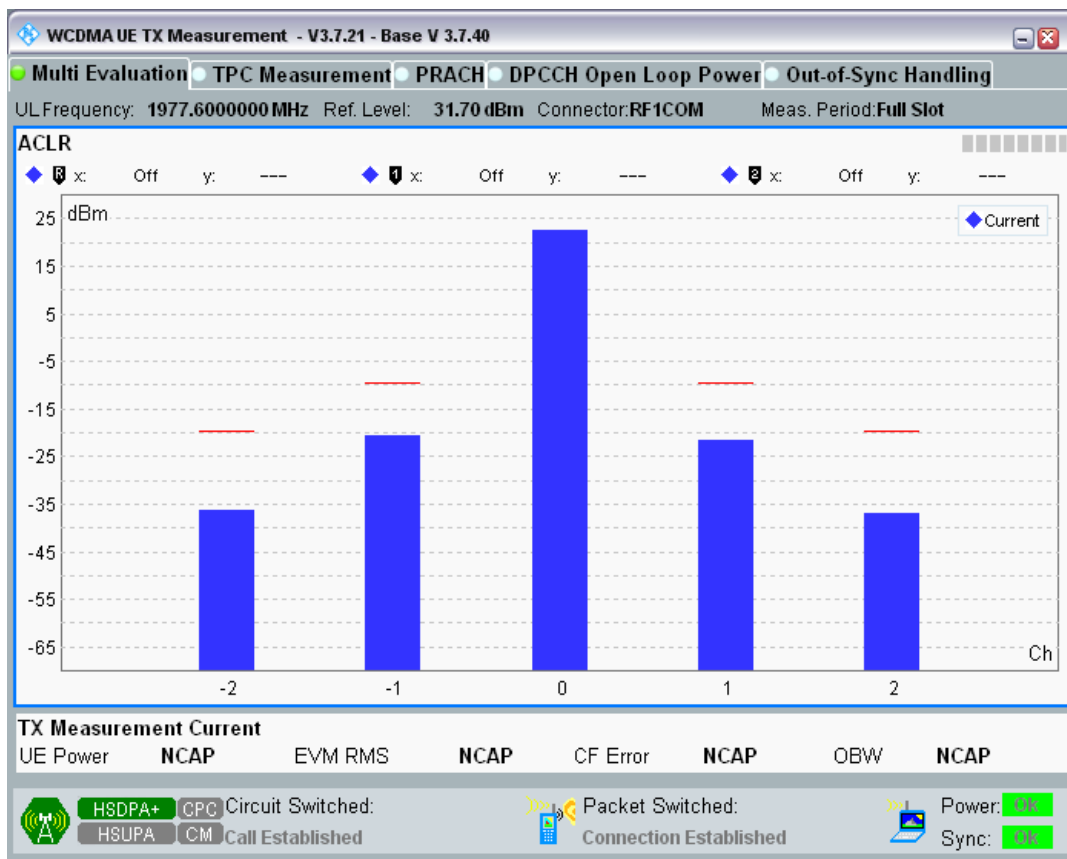 WCDMA UE TX Measurement - V3.7.21 - Base V 3.7.40
Multi Evaluation TPC Measurement PRACH DPCCH Open Loop Power Out-of-Sync Handling
UL Frequency: 1977.6000000 MHz Ref. Level: 31.70 dBm Connector:RF1COM Meas. Period:Full Slot
ACLR
R x: Off y: --- 1 x: Off y: --- 2 x: Off y: ---
dBm
Current
25
15
5
-5
-15
-25
-35
-45
-55
-65
Ch
-2 -1 0 1 2
TX Measurement Current
UE Power NCAP EVM RMS NCAP CF Error NCAP OBW NCAP
HSDPA+ CPC Circuit Switched: Packet Switched: Power: Ok
HSUPA CM Call Established Connection Established Sync: Ok